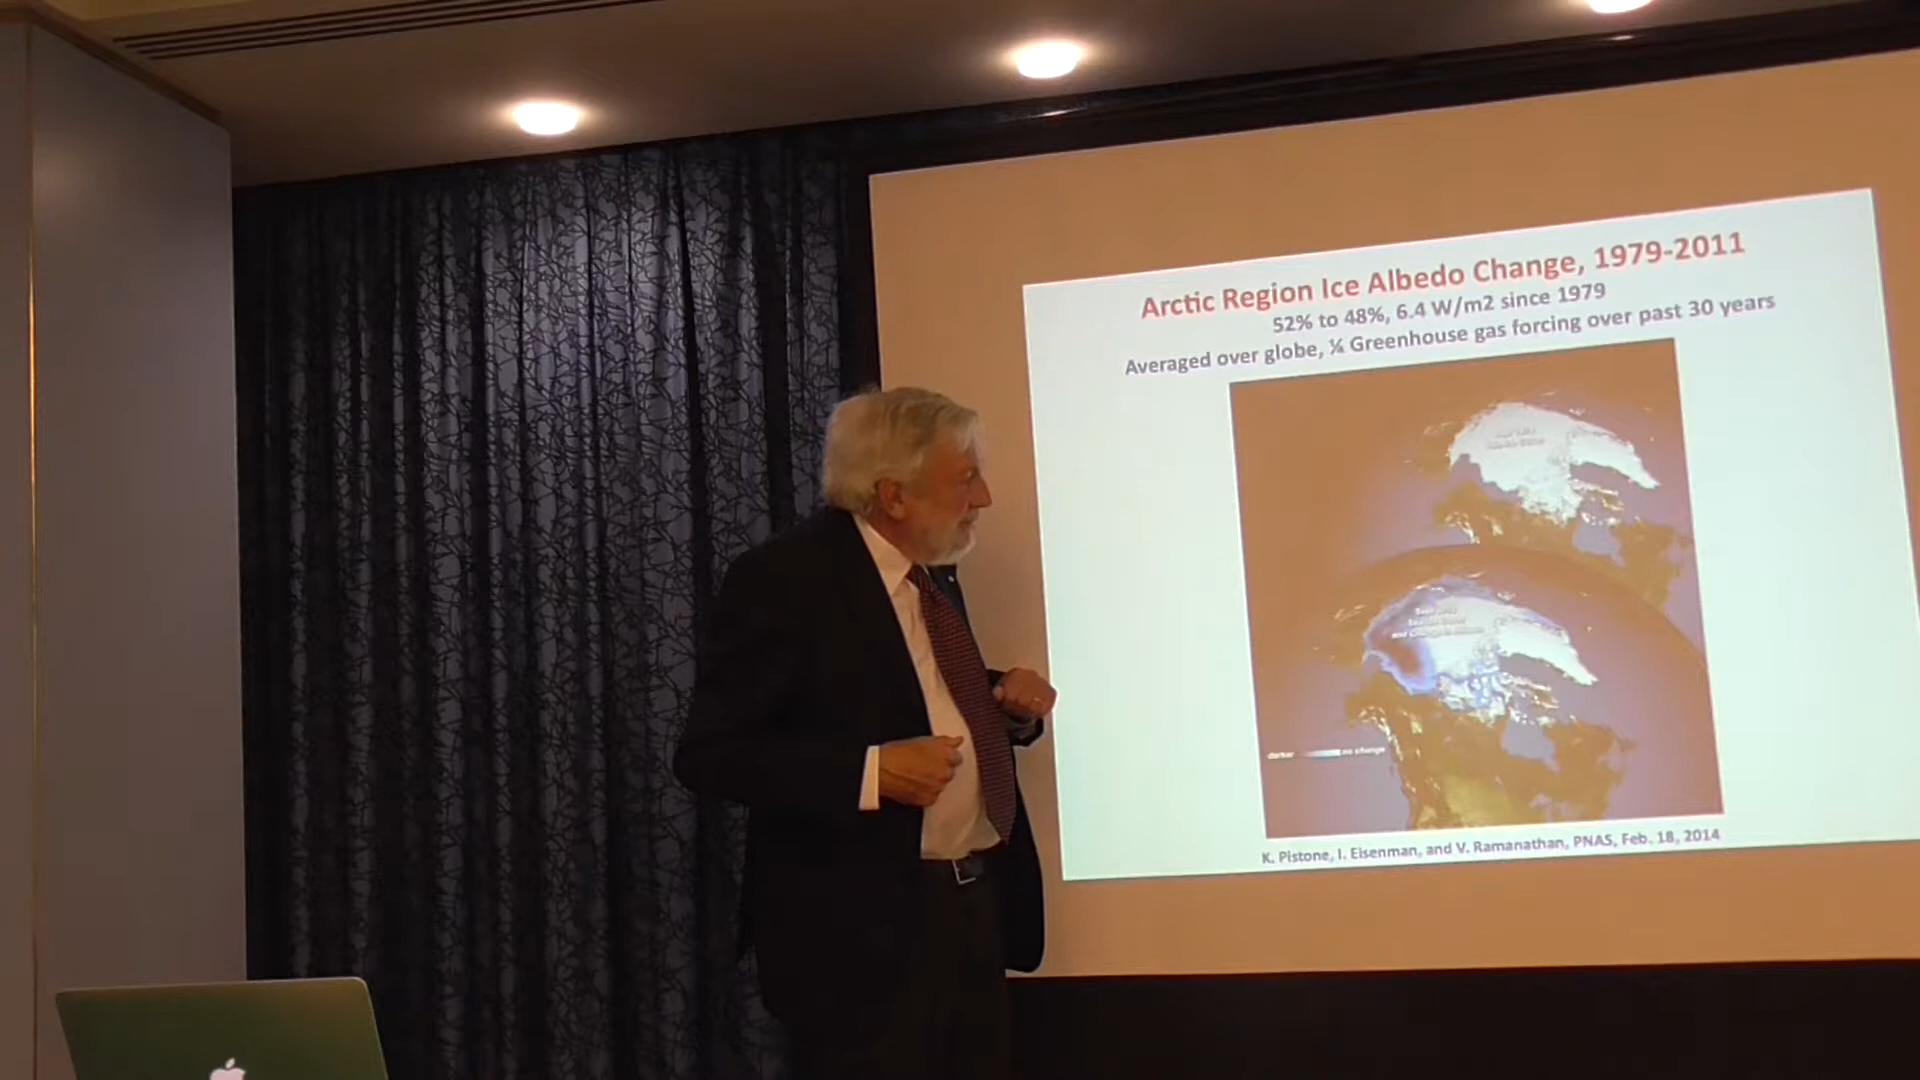 Arctic Region Ice Albedo Change, 1979-2011
52% to 48%, 6.4 W/m2 since 1979
Averaged over globe, ¼ Greenhouse gas forcing over past 30 years
darker no change
K. Pistone, I. Eisenman, and V. Ramanathan, PNAS, Feb. 18, 2014